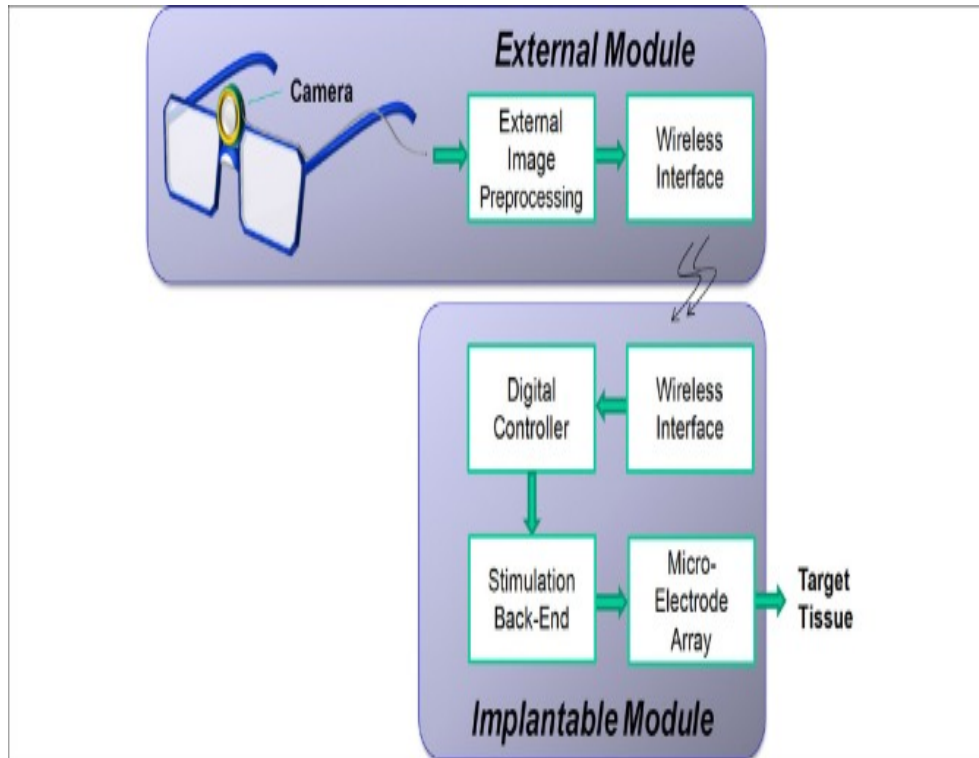 External Module
Camera
External
Image
Preprocessing
Wireless
Interface
Digital
Controller
Wireless
Interface
Stimulation
Back-End
Micro-
Electrode
Array
Target
Tissue
Implantable Module